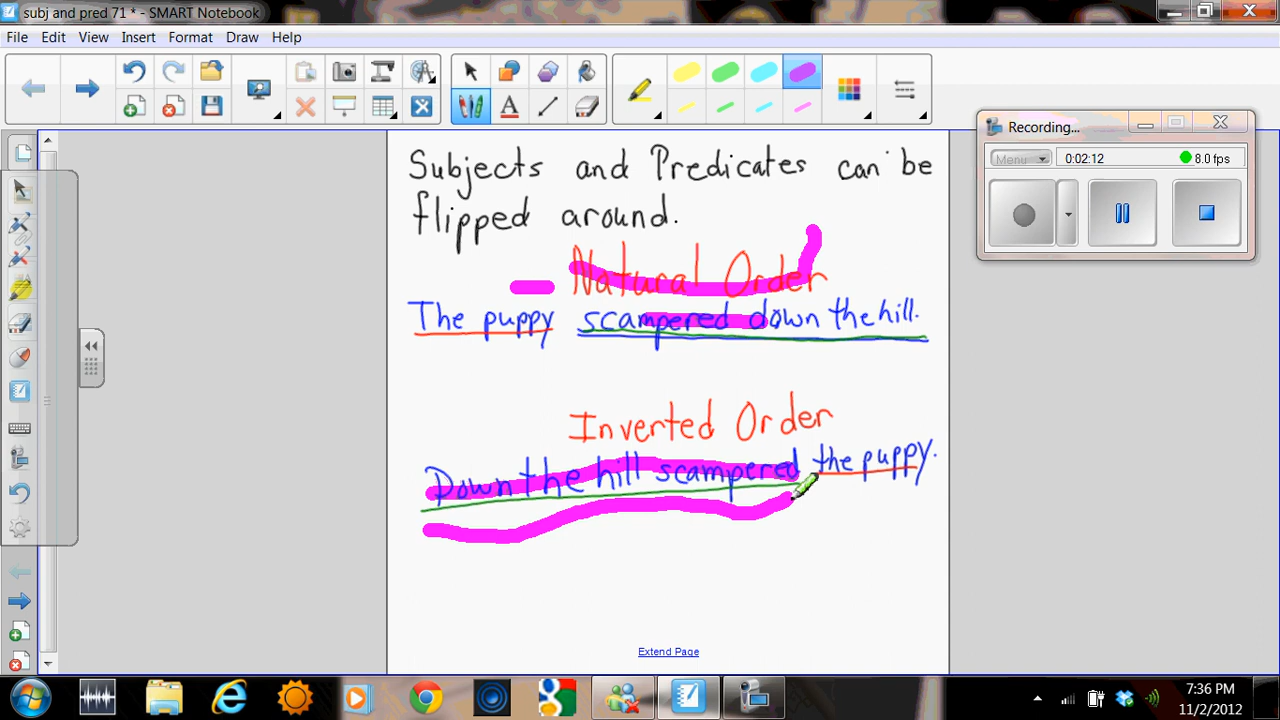 subj and pred 71 * - SMART Notebook
File Edit View Insert Format Draw Help
Recording...
Menu 0:02:12 8.0 fps
Subjects and Predicates can be
flipped around.
Natural Order
The puppy scampered down the hill.
Inverted Order
Down the hill scampered the puppy.
Extend Page
7:36 PM
11/2/2012